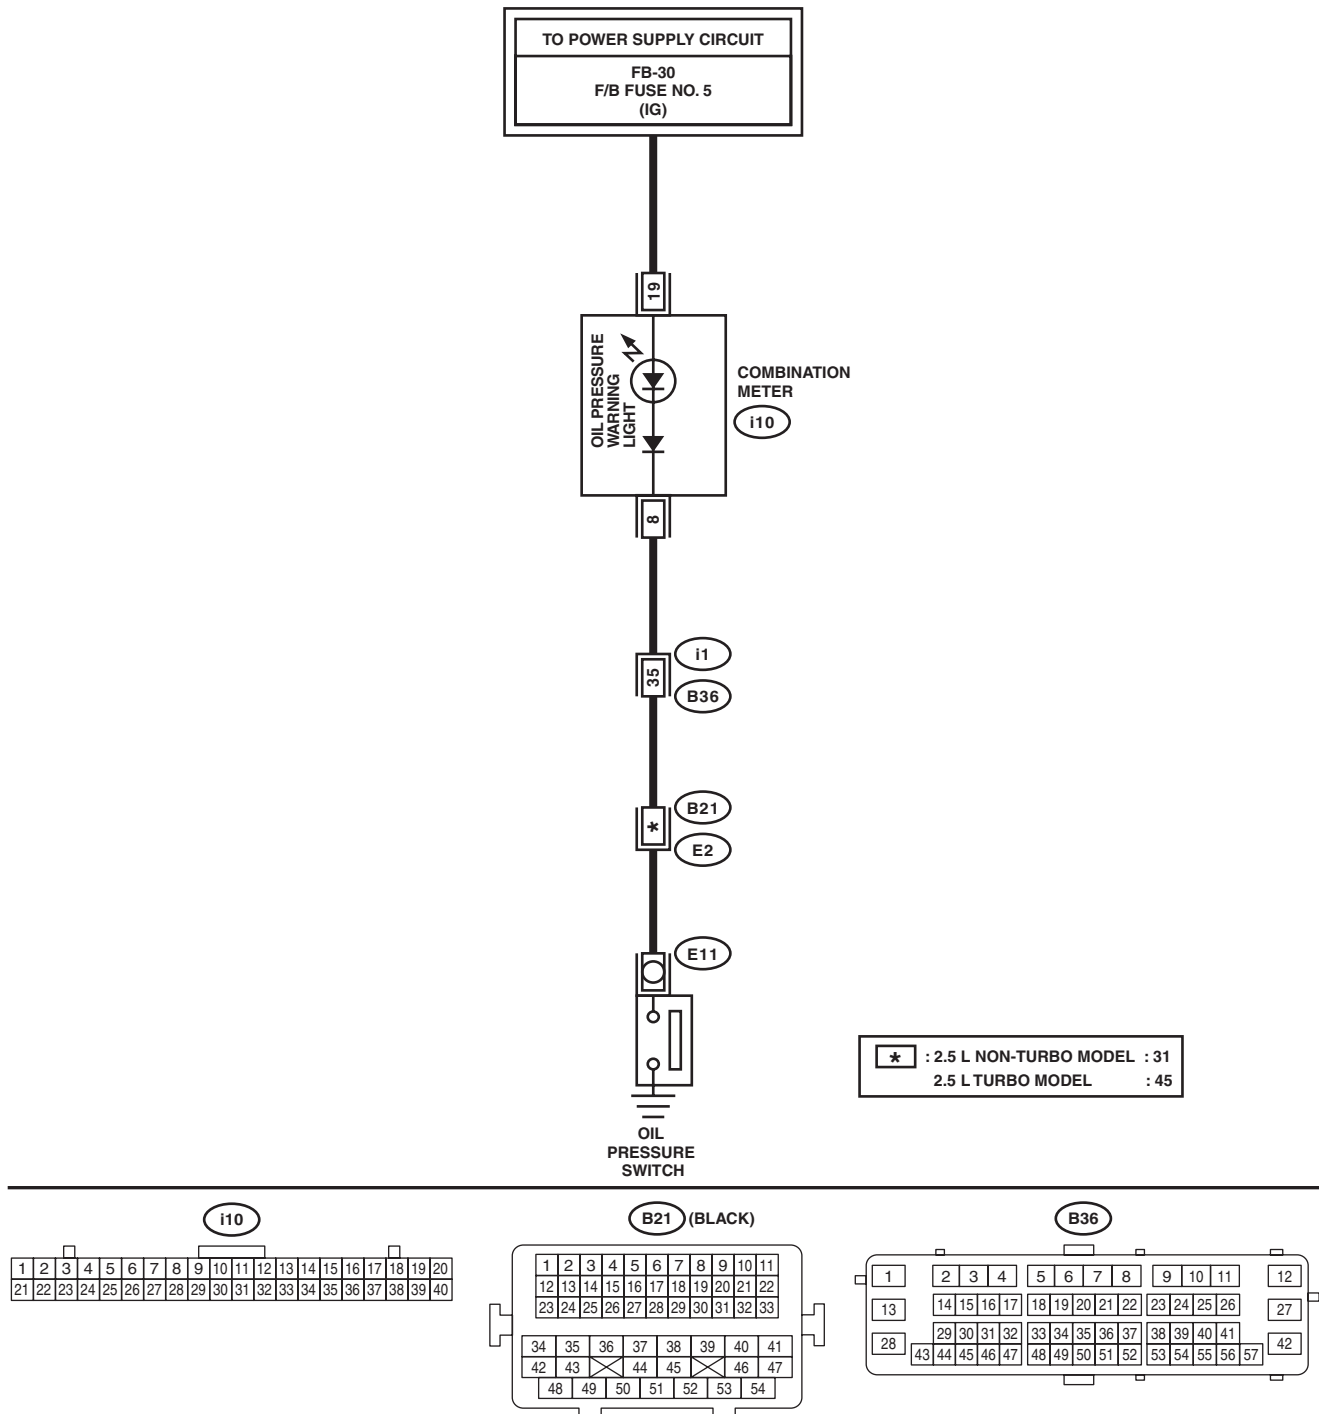 TO POWER SUPPLY CIRCUIT
FB-30
F/B FUSE NO. 5
(IG)
19
OIL PRESSURE
WARNING
LIGHT
COMBINATION
METER
i10
8
i1
35
B36
B21
*
E2
E11
* : 2.5 L NON-TURBO MODEL : 31
2.5 L TURBO MODEL : 45
OIL
PRESSURE
SWITCH
i10
1 2 3 4 5 6 7 8 9 10 11 12 13 14 15 16 17 18 19 20
21 22 23 24 25 26 27 28 29 30 31 32 33 34 35 36 37 38 39 40
B21 (BLACK)
1 2 3 4 5 6 7 8 9 10 11
12 13 14 15 16 17 18 19 20 21 22
23 24 25 26 27 28 29 30 31 32 33
34 35 36 37 38 39 40 41
42 43 44 45 46 47
48 49 50 51 52 53 54
B36
1 2 3 4 5 6 7 8 9 10 11 12
13 14 15 16 17 18 19 20 21 22 23 24 25 26 27
28 29 30 31 32 33 34 35 36 37 38 39 40 41 42
43 44 45 46 47 48 49 50 51 52 53 54 55 56 57